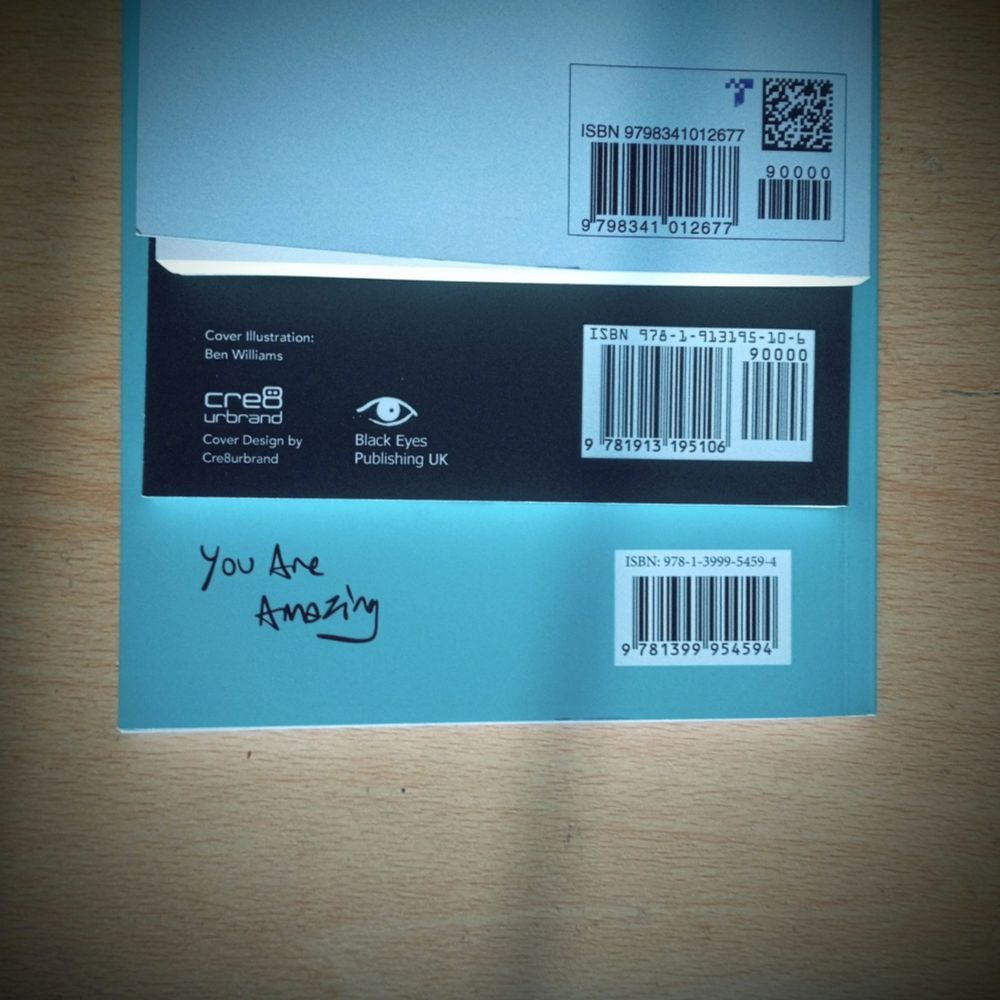 ISBN 9798341012677
90000
9 798341 012677
Cover Illustration:
Ben Williams
cre8
urbrand
Cover Design by
Cre8urbrand
Black Eyes
Publishing UK
ISBN 978-1-913195-10-6
90000
9 781913 195106
You Are
Amazing
ISBN: 978-1-3999-5459-4
9 781399 954594